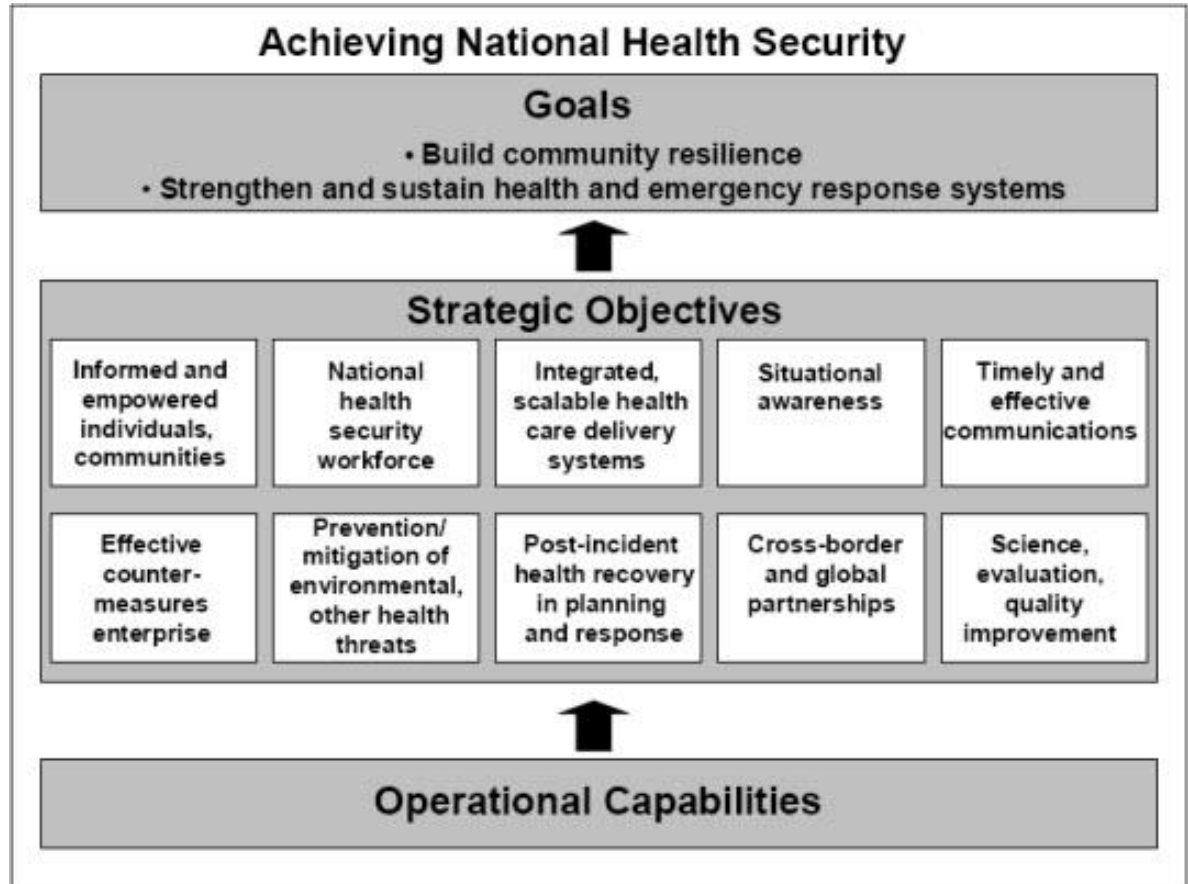 Achieving National Health Security
Goals
• Build community resilience
• Strengthen and sustain health and emergency response systems
Strategic Objectives
Informed and
empowered
individuals,
communities
National
health
security
workforce
Integrated,
scalable health
care delivery
systems
Situational
awareness
Timely and
effective
communications
Effective
counter-
measures
enterprise
Prevention/
mitigation of
environmental,
other health
threats
Post-incident
health recovery
in planning
and response
Cross-border
and global
partnerships
Science,
evaluation,
quality
improvement
Operational Capabilities